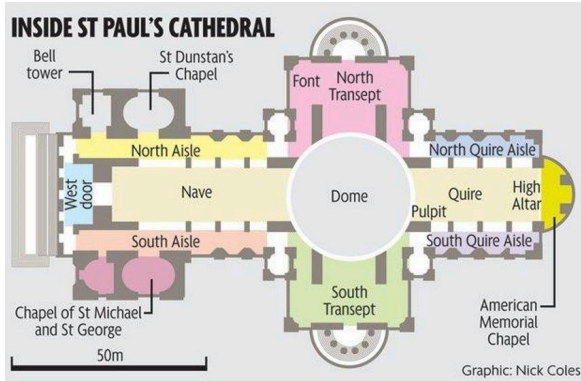 INSIDE ST PAUL'S CATHEDRAL
Bell
tower
St Dunstan's
Chapel
Font
North
Transept
North Aisle
North Quire Aisle
West
door
Nave
Dome
Quire
High
Altar
Pulpit
South Aisle
South Quire Aisle
South
Transept
Chapel of St Michael
and St George
American
Memorial
Chapel
50m
Graphic: Nick Coles